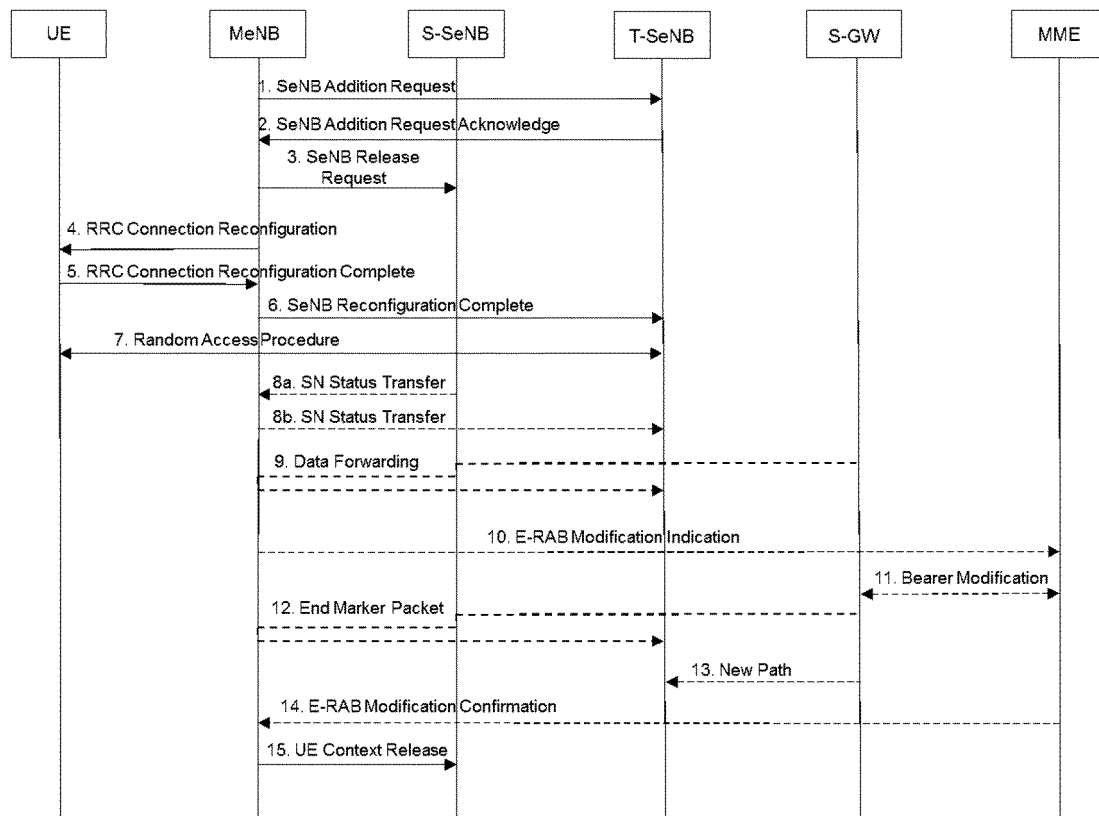 UE
MeNB
S-SeNB
T-SeNB
S-GW
MME
1. SeNB Addition Request
2. SeNB Addition Request Acknowledge
3. SeNB Release
Request
4. RRC Connection Reconfiguration
5. RRC Connection Reconfiguration Complete
6. SeNB Reconfiguration Complete
7. Random Access Procedure
8a. SN Status Transfer
8b. SN Status Transfer
9. Data Forwarding
10. E-RAB Modification Indication
11. Bearer Modification
12. End Marker Packet
13. New Path
14. E-RAB Modification Confirmation
15. UE Context Release